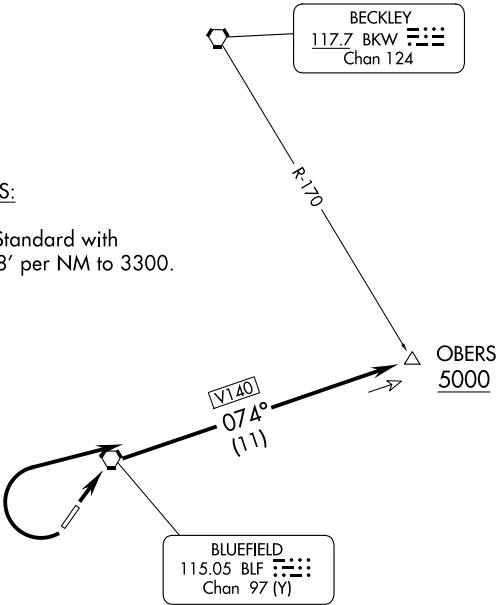 BECKLEY
117.7 BKW
Chan 124
R-170
S:
Standard with
8’ per NM to 3300.
OBERS
5000
V140
074°
(11)
BLUEFIELD
115.05 BLF
Chan 97 (Y)